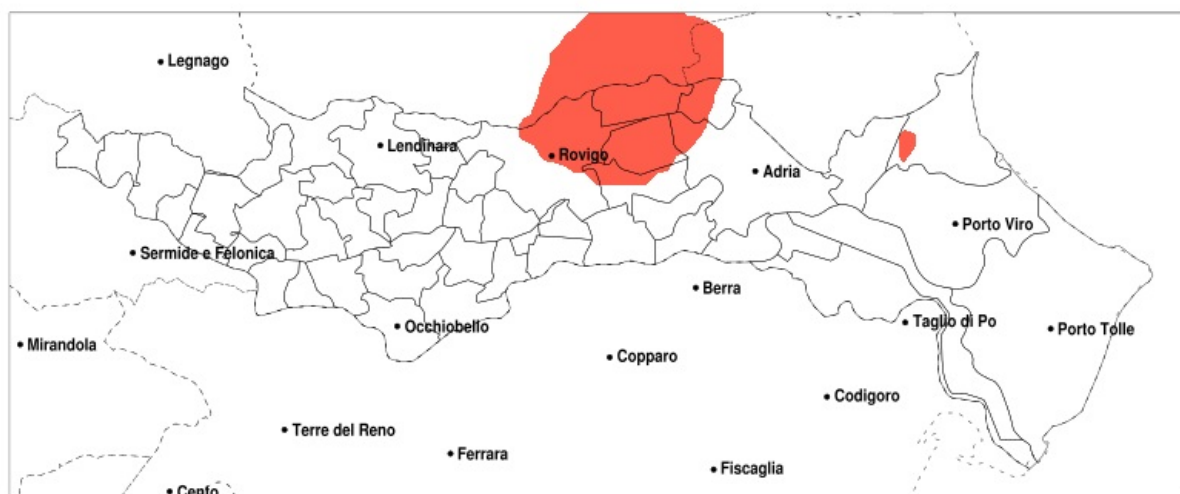 Legnago
Lendinara
Rovigo
Adria
Porto Viro
Sermide e Felonica
Berra
Occhiobello
Taglio di Po
Porto Tolle
Mirandola
Copparo
Codigoro
Terre del Reno
Ferrara
Fiscaglia
Cento